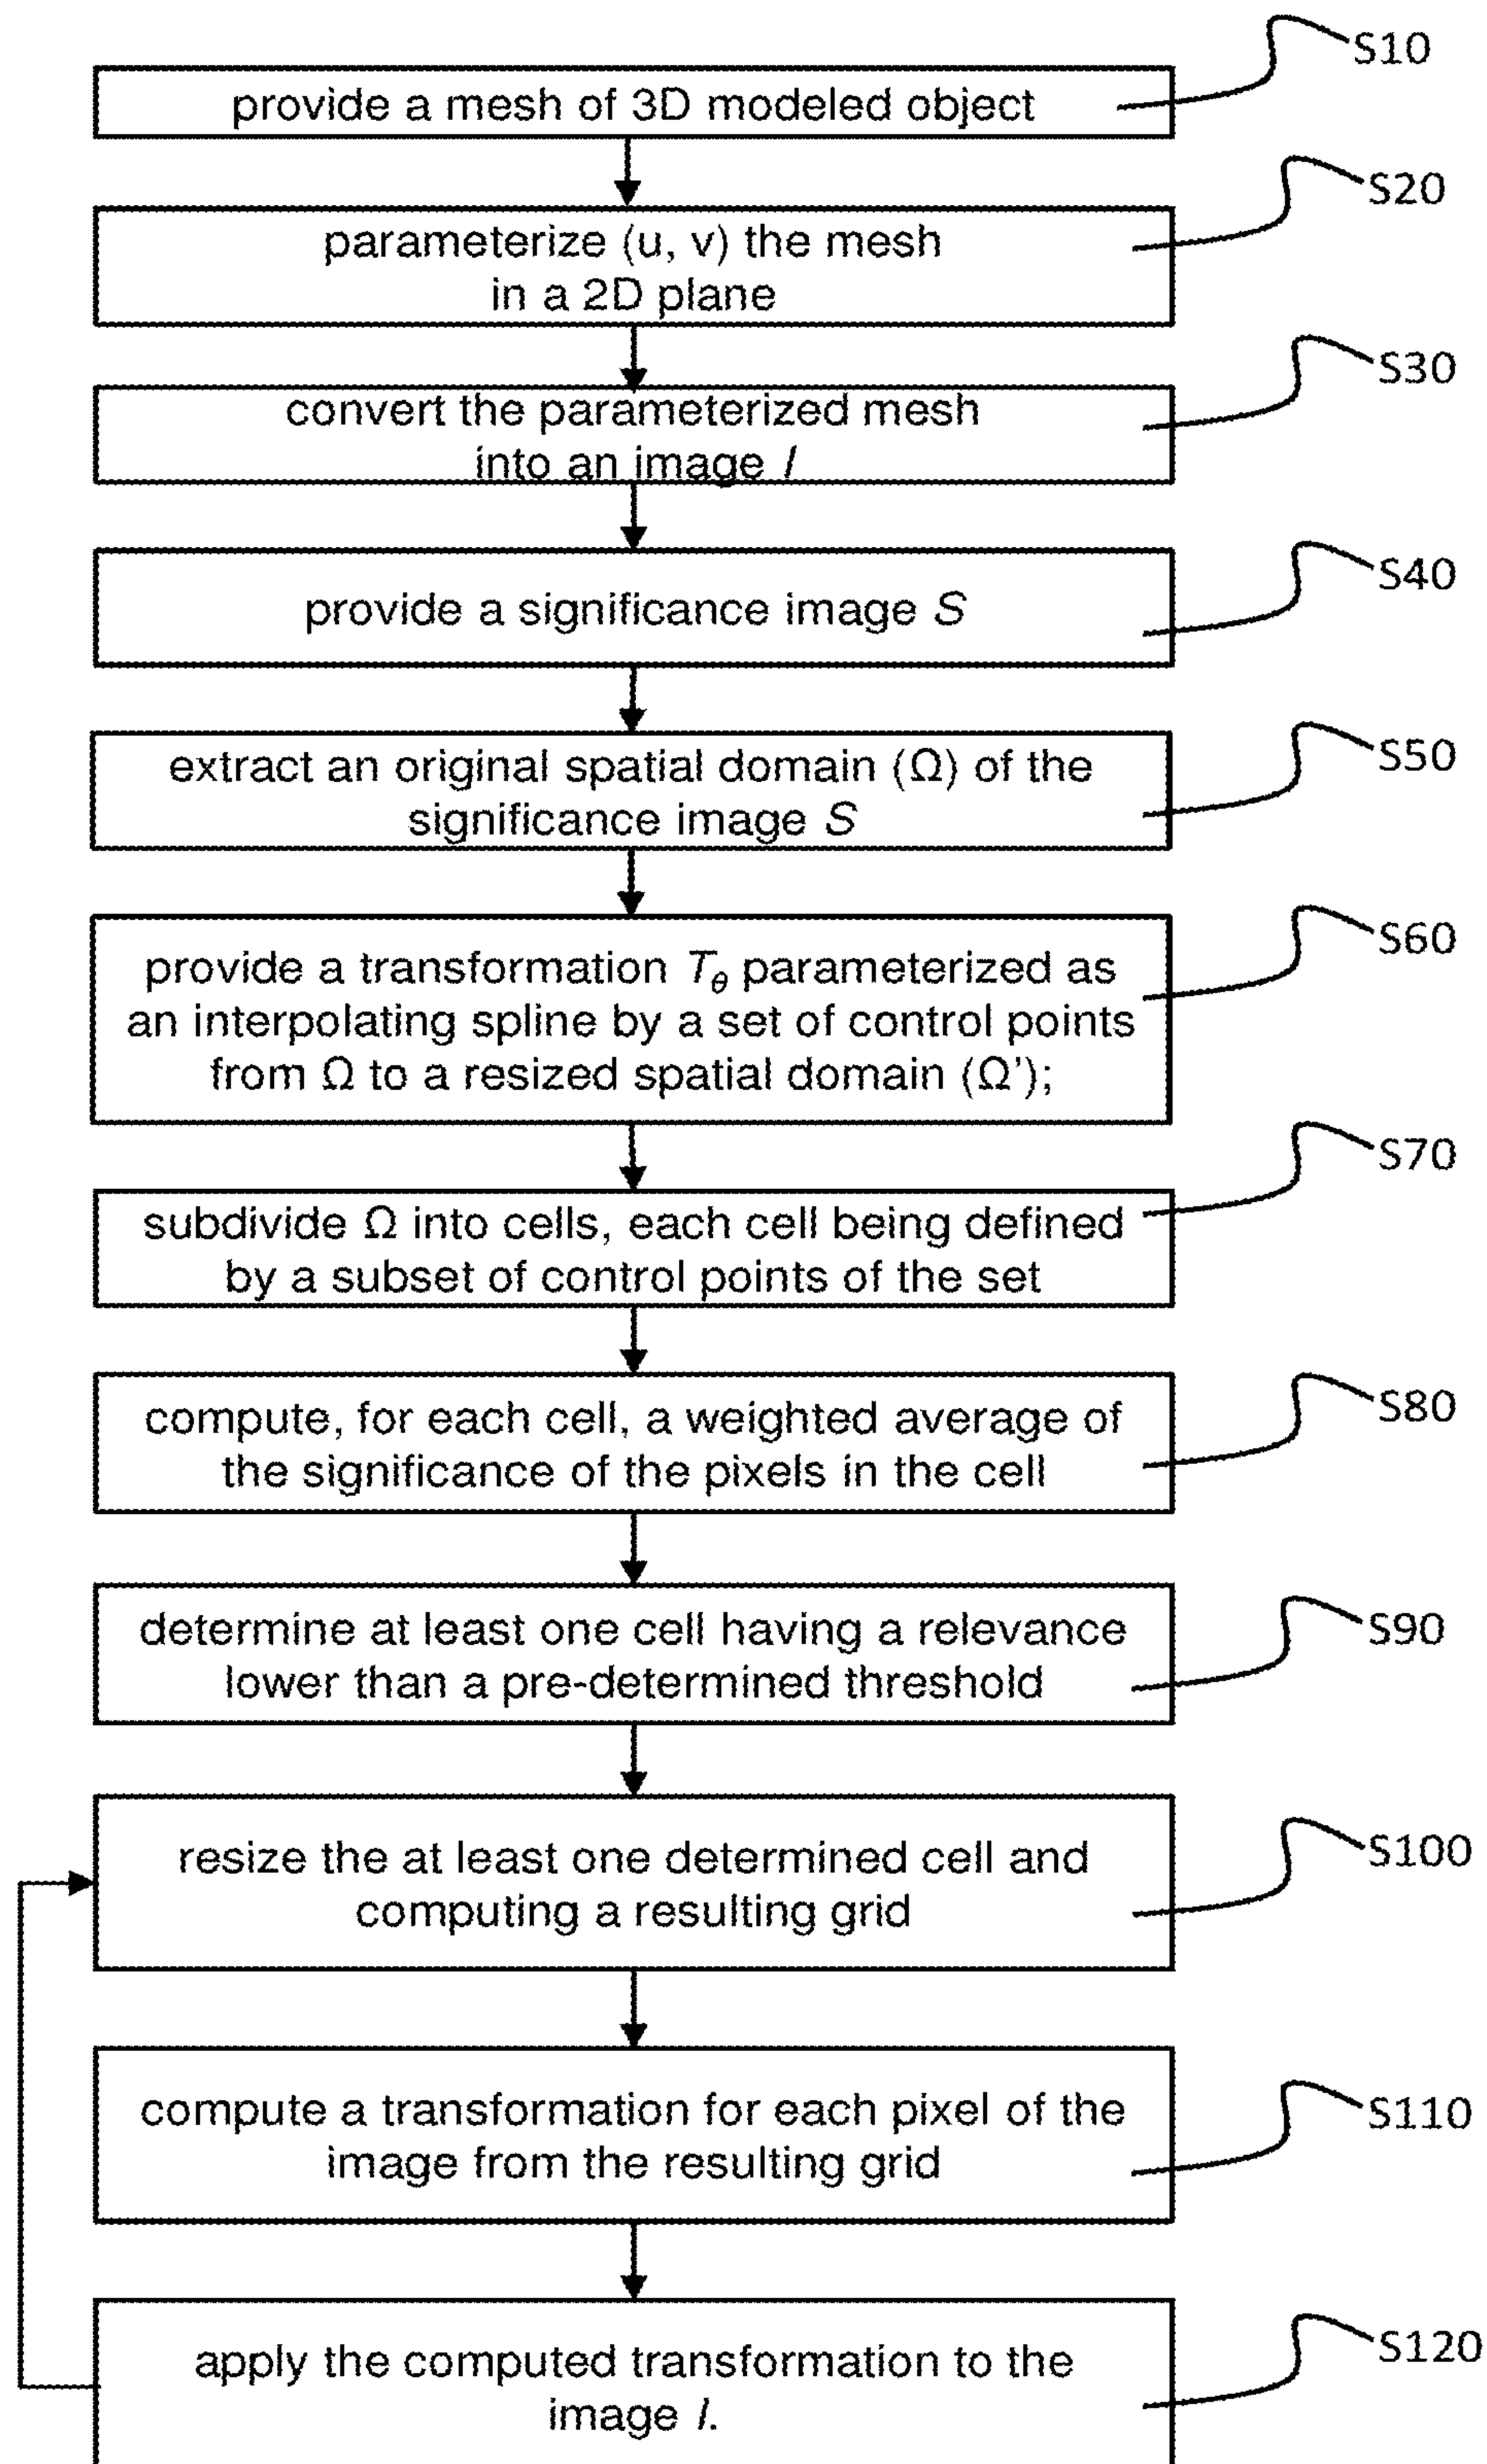 S10
provide a mesh of 3D modeled object
S20
parameterize (u, v) the mesh
in a 2D plane
S30
convert the parameterized mesh
into an image I
S40
provide a significance image S
S50
extract an original spatial domain (Ω) of the
significance image S
S60
provide a transformation Tθ parameterized as
an interpolating spline by a set of control points
from Ω to a resized spatial domain (Ω’);
S70
subdivide Ω into cells, each cell being defined
by a subset of control points of the set
S80
compute, for each cell, a weighted average of
the significance of the pixels in the cell
S90
determine at least one cell having a relevance
lower than a pre-determined threshold
S100
resize the at least one determined cell and
computing a resulting grid
S110
compute a transformation for each pixel of the
image from the resulting grid
S120
apply the computed transformation to the
image I.